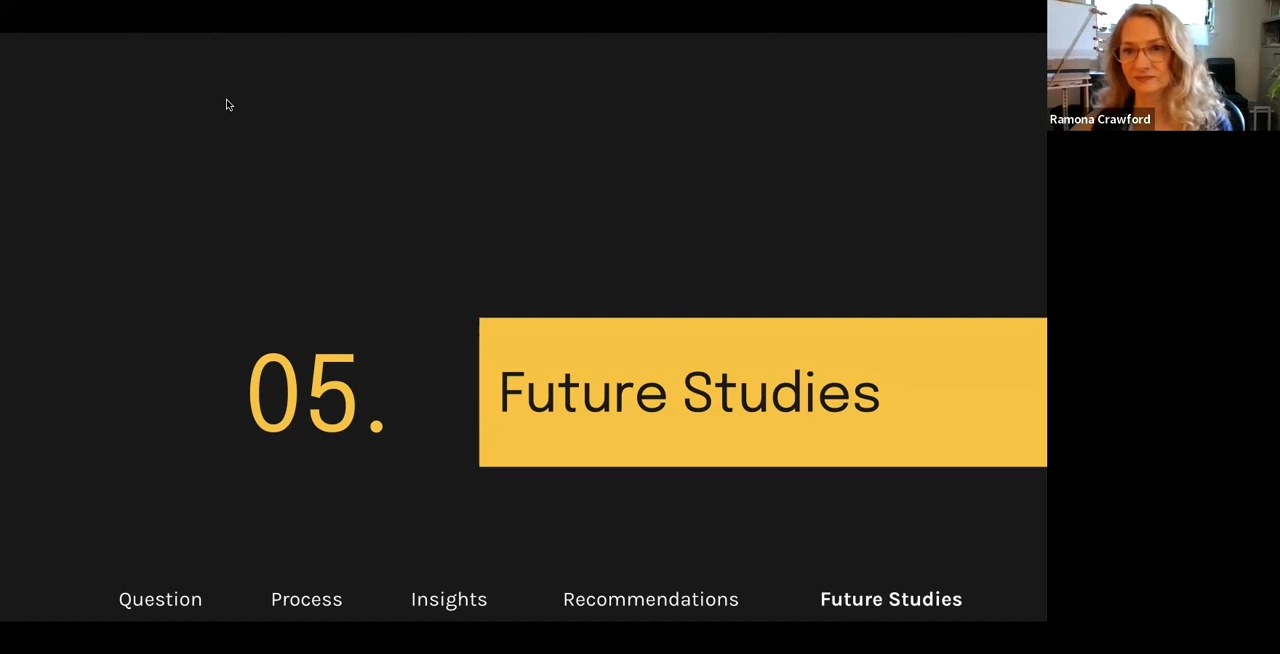 Ramona Crawford
05.
Future Studies
Question Process Insights Recommendations Future Studies